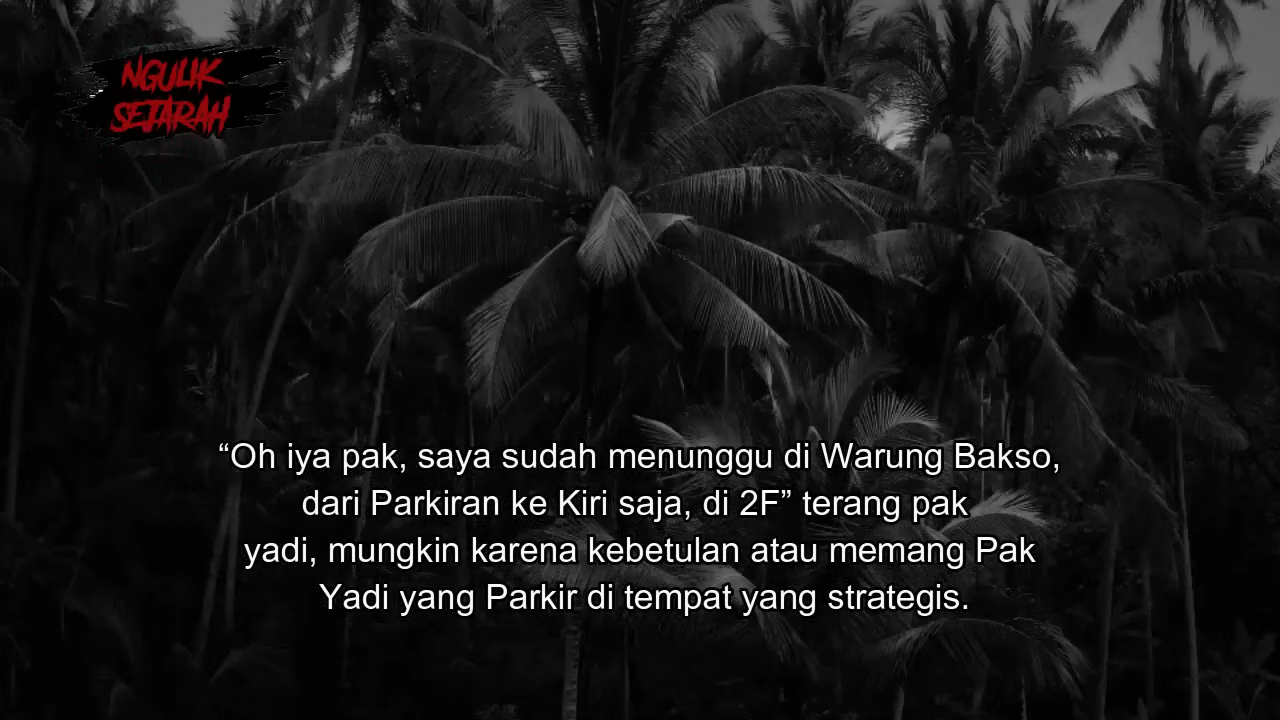 NGULIK
SEJARAH
“Oh iya pak, saya sudah menunggu di Warung Bakso,
dari Parkiran ke Kiri saja, di 2F” terang pak
yadi, mungkin karena kebetulan atau memang Pak
Yadi yang Parkir di tempat yang strategis.